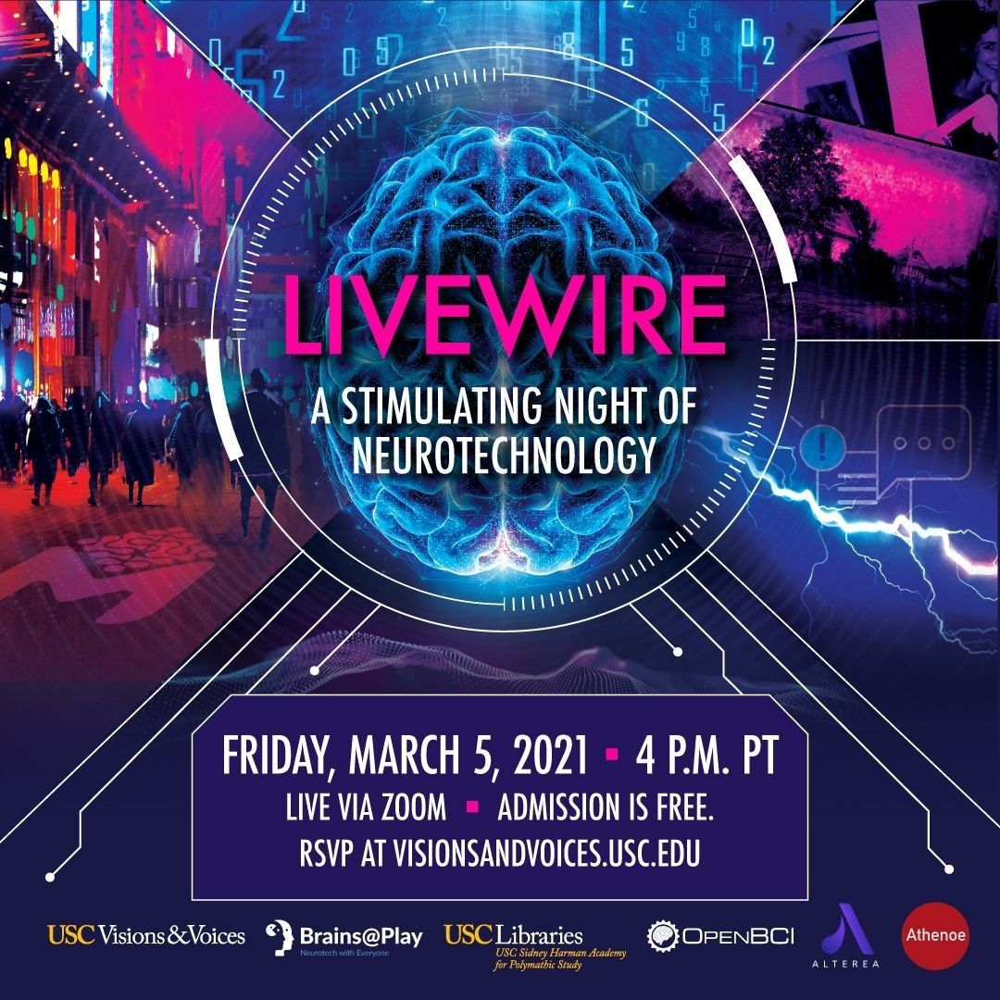 LIVEWIRE
A STIMULATING NIGHT OF
NEUROTECHNOLOGY
FRIDAY, MARCH 5, 2021 ▪ 4 P.M. PT
LIVE VIA ZOOM ▪ ADMISSION IS FREE.
RSVP AT VISIONSANDVOICES.USC.EDU
USC Visions&Voices
Brains@Play
Neurotech with Everyone
USC Libraries
USC Sidney Harman Academy
for Polymathic Study
OPENBCI
ALTEREA
Athenoe